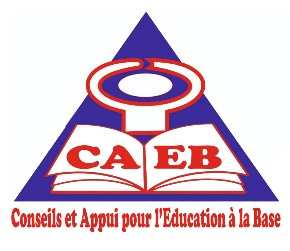 CAEB
Conseils et Appui pour l'Education à la Base